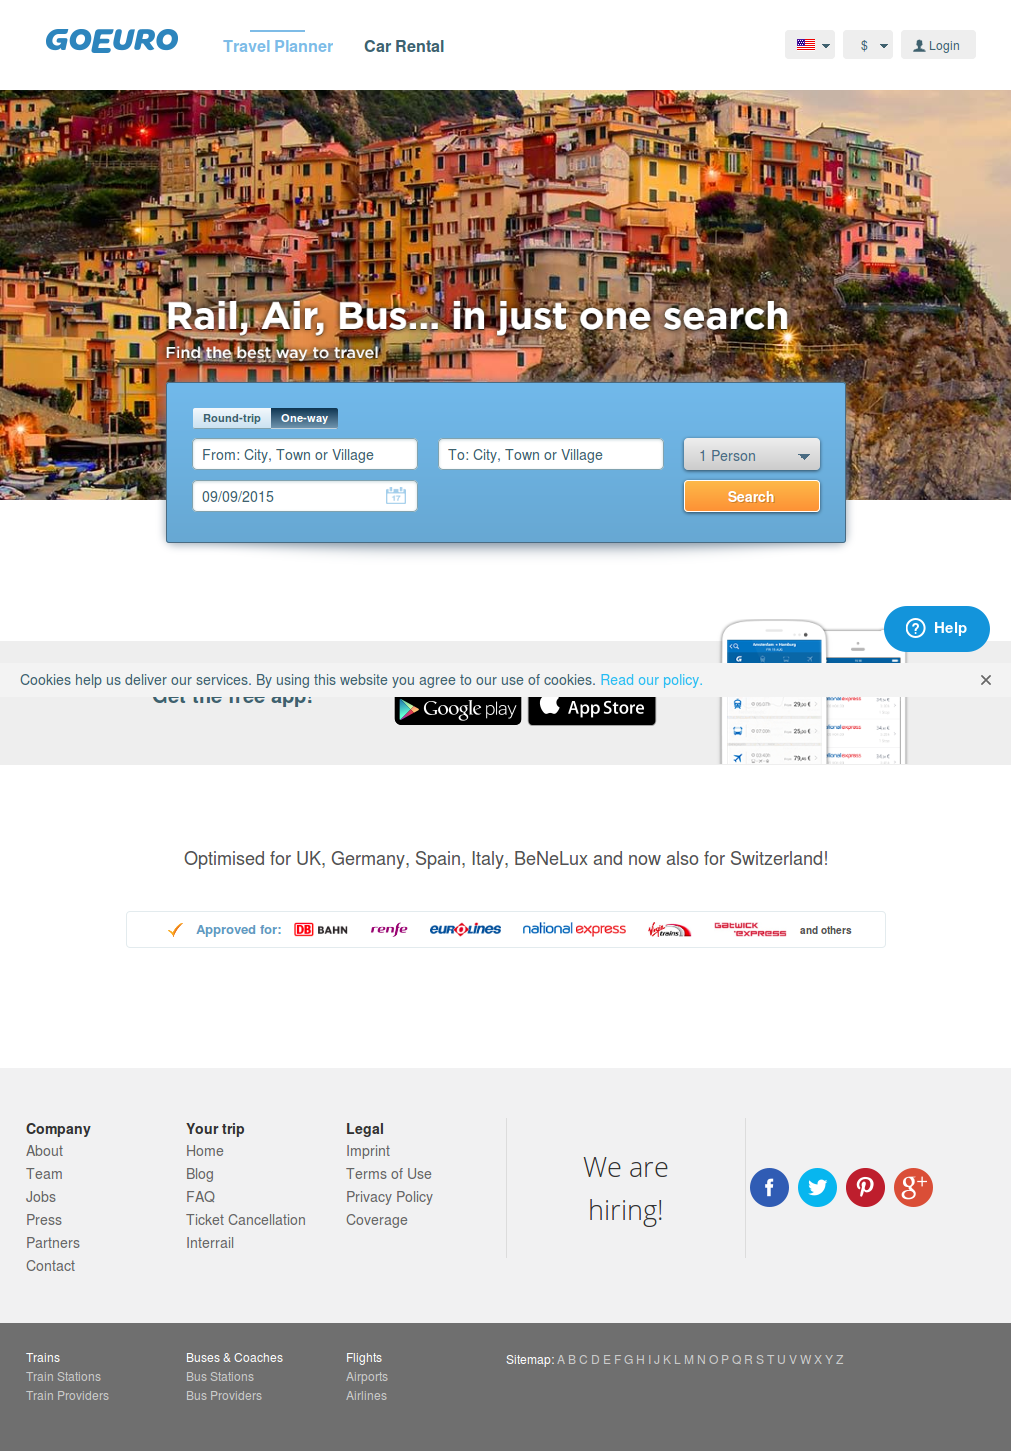 GOEURO
Travel Planner
Car Rental
$
Login
Rail, Air, Bus... in just one search
Find the best way to travel
Round-trip
One-way
From: City, Town or Village
To: City, Town or Village
1 Person
09/09/2015
17
Search
Help
Cookies help us deliver our services. By using this website you agree to our use of cookies. Read our policy.
Get the free app!
Google play
App Store
Optimised for UK, Germany, Spain, Italy, BeNeLux and now also for Switzerland!
Approved for:
DB BAHN
renfe
EUROLINES
national express
Virgin trains
GATWICK EXPRESS
and others
Company
About
Team
Jobs
Press
Partners
Contact
Your trip
Home
Blog
FAQ
Ticket Cancellation
Interrail
Legal
Imprint
Terms of Use
Privacy Policy
Coverage
We are
hiring!
Trains
Train Stations
Train Providers
Buses & Coaches
Bus Stations
Bus Providers
Flights
Airports
Airlines
Sitemap: A B C D E F G H I J K L M N O P Q R S T U V W X Y Z